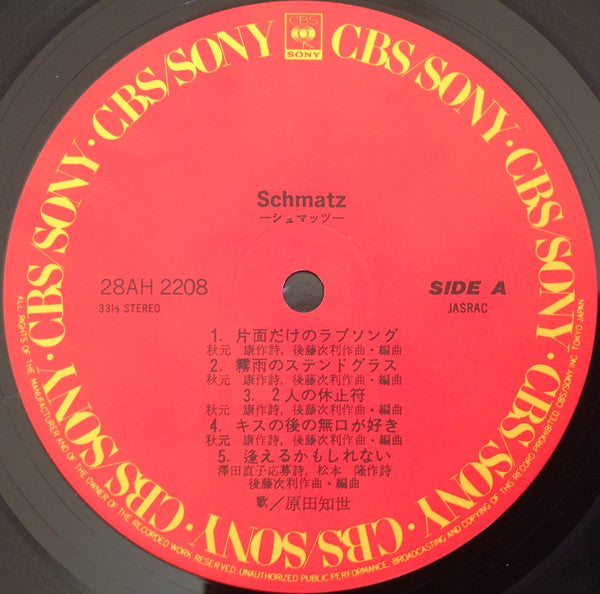 CBS
SONY
CBS/SONY · CBS/SONY · CBS/SONY · CBS/SONY · CBS/SONY · CBS/SONY · CBS/SONY · CBS/SONY
Schmatz
―シュマッツ―
28AH 2208
33⅓ STEREO
SIDE A
JASRAC
1. 片面だけのラブソング
秋元 康作詩, 後藤次利作曲・編曲
2. 霧雨のステンドグラス
秋元 康作詩, 後藤次利作曲・編曲
3. 2人の休止符
秋元 康作詩, 後藤次利作曲・編曲
4. キスの後の無口が好き
秋元 康作詩, 後藤次利作曲・編曲
5. 逢えるかもしれない
澤田直子応募詩, 松本 隆作詩
後藤次利作曲・編曲
歌／原田知世
ALL RIGHTS OF THE MANUFACTURER AND OF THE OWNER OF THE RECORDED WORK RESERVED. UNAUTHORIZED PUBLIC PERFORMANCE, BROADCASTING AND COPYING OF THIS RECORD PROHIBITED. CBS/SONY INC. TOKYO JAPAN